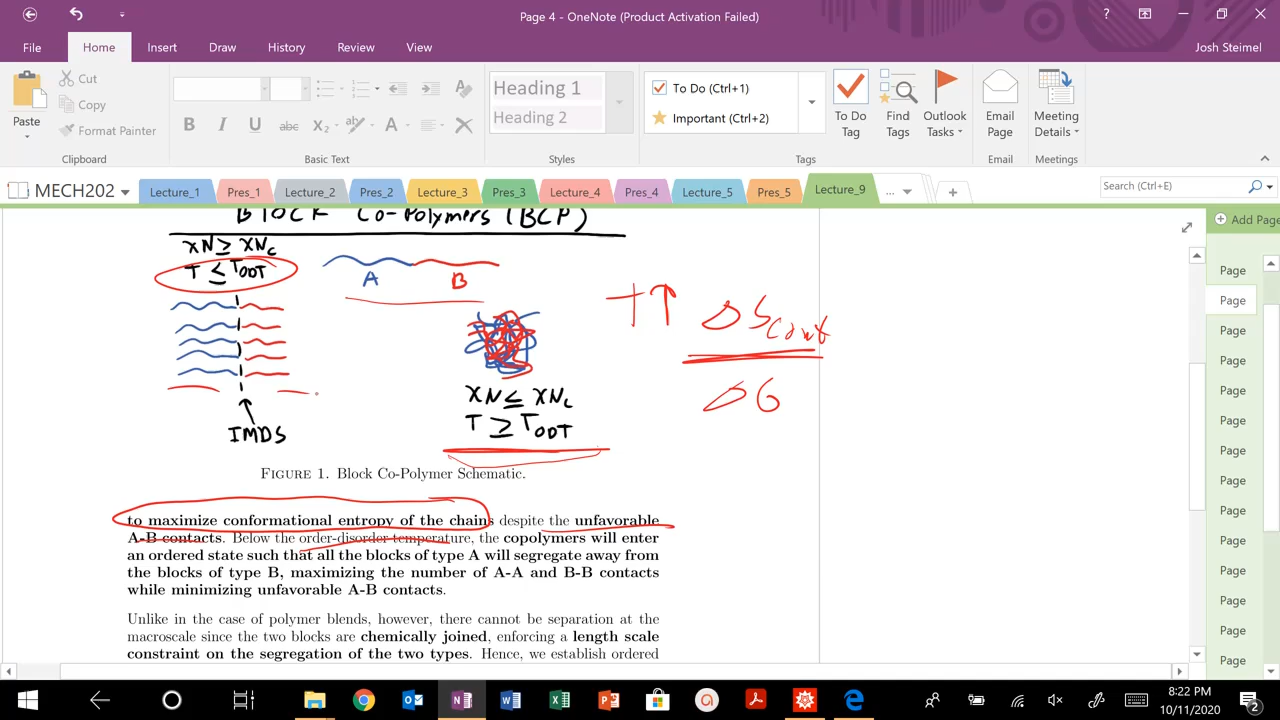 Page 4 - OneNote (Product Activation Failed)
File Home Insert Draw History Review View Josh Steimel
Paste
Cut
Copy
Format Painter
Clipboard
Basic Text
Heading 1
Heading 2
Styles
To Do (Ctrl+1)
Important (Ctrl+2)
Tags
To Do Tag
Find Tags
Outlook Tasks
Email Page
Email
Meeting Details
Meetings
MECH202 Lecture_1 Pres_1 Lecture_2 Pres_2 Lecture_3 Pres_3 Lecture_4 Pres_4 Lecture_5 Pres_5 Lecture_9 ... Search (Ctrl+E)
Add Page
Block Co-Polymers (BCP)
χN ≥ χNc
T ≤ TODT
A B
T↑ ΔSconf
ΔG
χN ≤ χNc
T ≥ TODT
IMDS
Figure 1. Block Co-Polymer Schematic.
to maximize conformational entropy of the chains despite the unfavorable
A-B contacts. Below the order-disorder temperature, the copolymers will enter
an ordered state such that all the blocks of type A will segregate away from
the blocks of type B, maximizing the number of A-A and B-B contacts
while minimizing unfavorable A-B contacts.
Unlike in the case of polymer blends, however, there cannot be separation at the
macroscale since the two blocks are chemically joined, enforcing a length scale
constraint on the segregation of the two types. Hence, we establish ordered
Page
Page
Page
Page
Page
Page
Page
Page
Page
Page
Page
Page
Page
Page
8:22 PM
10/11/2020
2